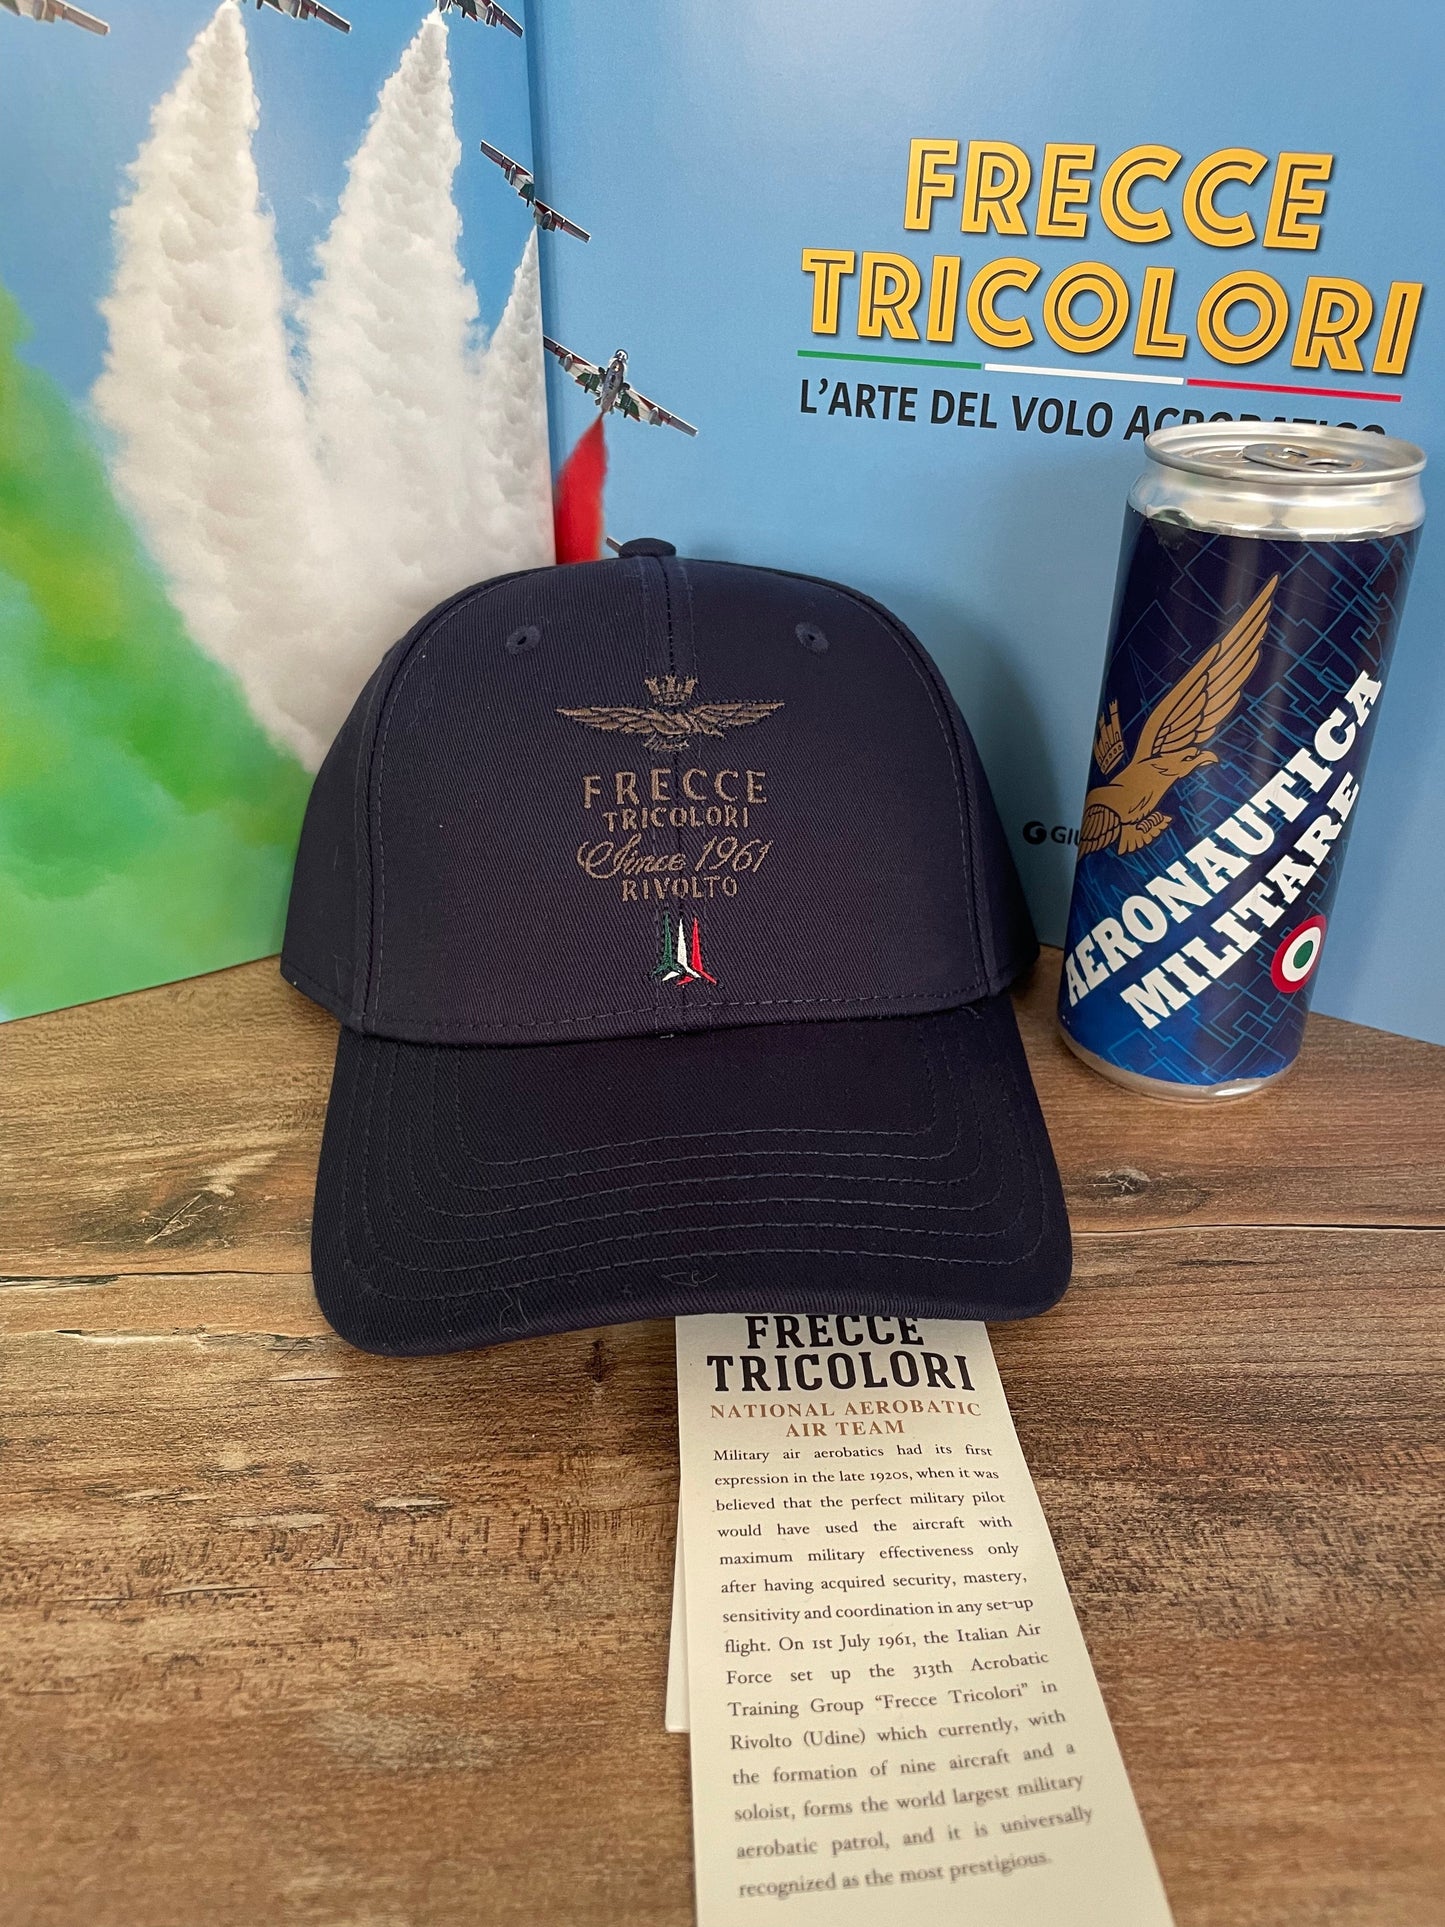 FRECCE
TRICOLORI
L'ARTE DEL VOLO
FRECCE
TRICOLORI
Since 1961
RIVOLTO
AERONAUTICA
MILITARE
FRECCE
TRICOLORI
NATIONAL AEROBATIC
AIR TEAM
Military air aerobatics had its first
expression in the late 1920s, when it was
believed that the perfect military pilot
would have used the aircraft with
maximum military effectiveness only
after having acquired security, mastery,
sensitivity and coordination in any set-up
flight. On 1st July 1961, the Italian Air
Force set up the 313th Acrobatic
Training Group “Frecce Tricolori” in
Rivolto (Udine) which currently, with
the formation of nine aircraft and a
soloist, forms the world largest military
aerobatic patrol, and it is universally
recognized as the most prestigious.